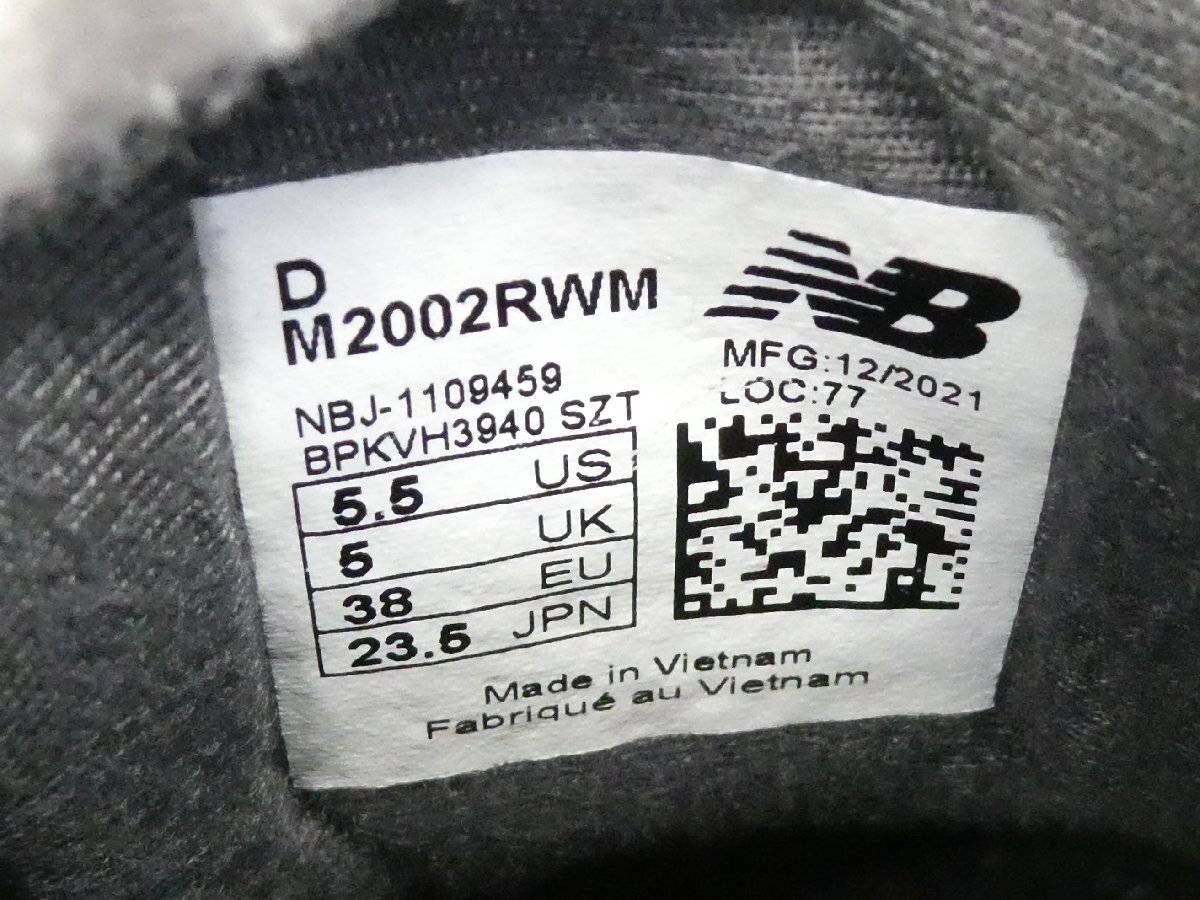 D
M2002RWM
NB
MFG:12/2021
LOC:77
NBJ-1109459
BPKVH3940 SZT
5.5 US
5 UK
38 EU
23.5 JPN
Made in Vietnam
Fabriqué au Vietnam